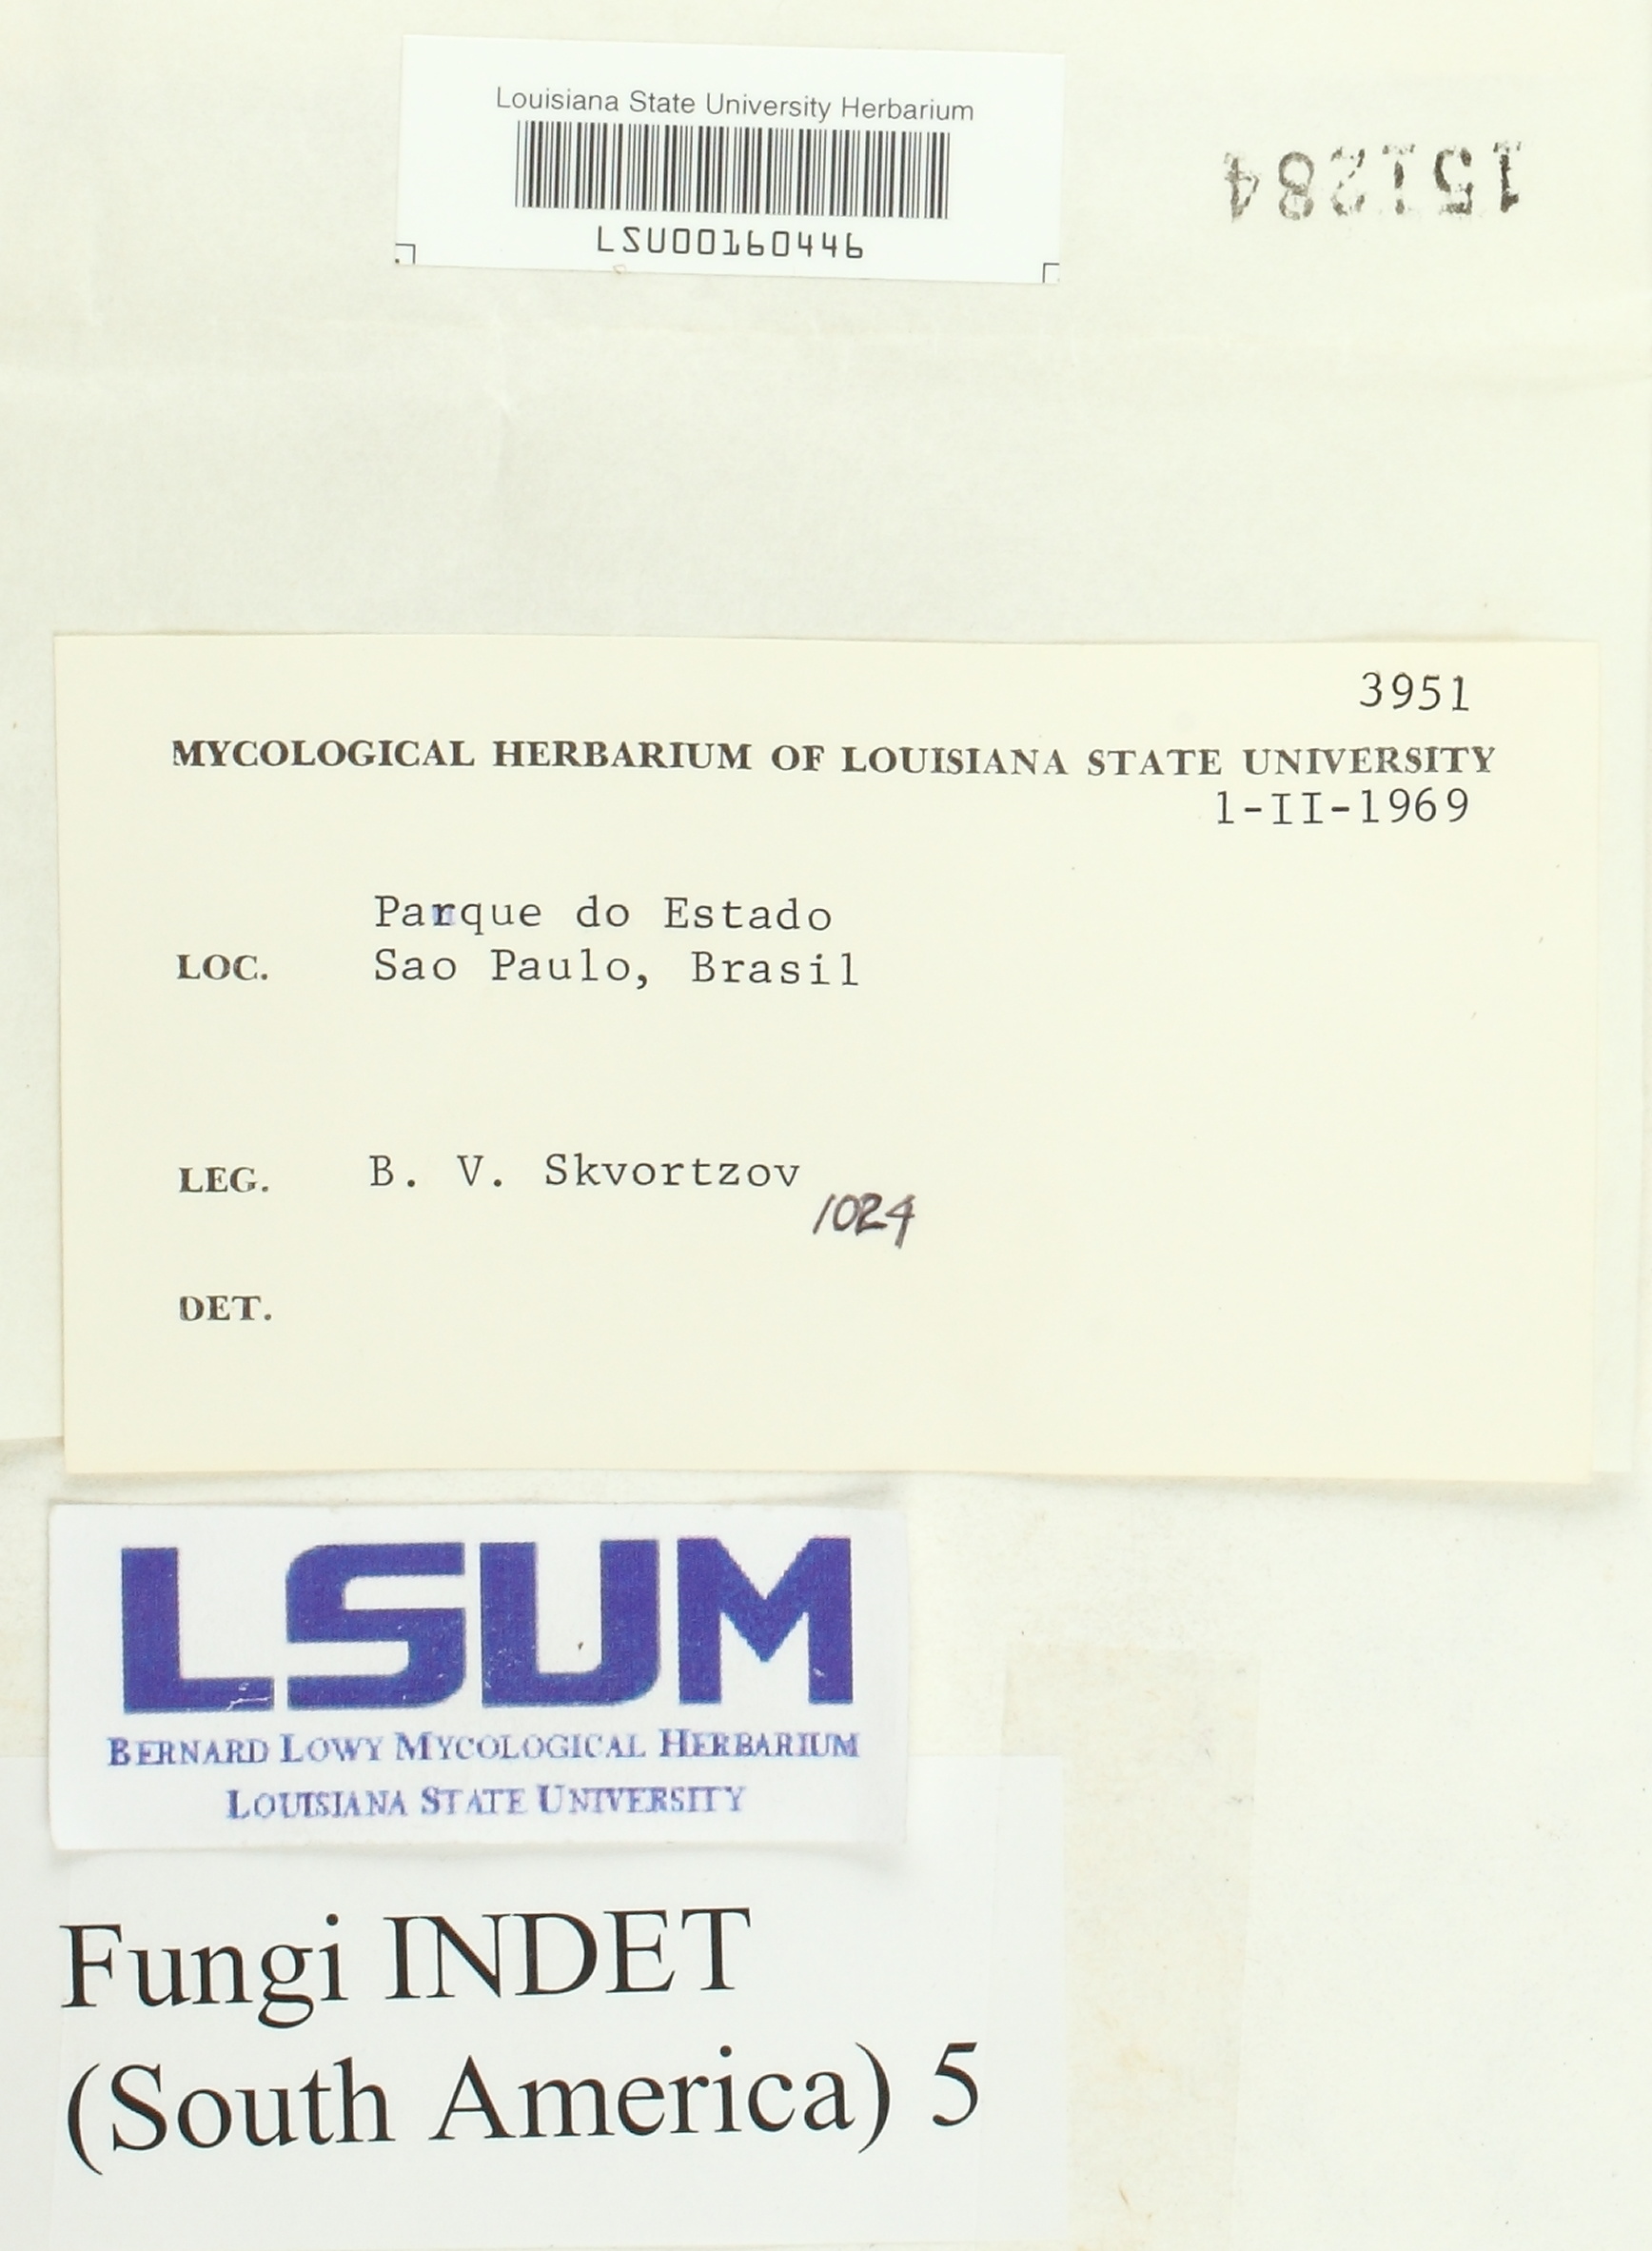 Louisiana State University Herbarium
LSU00160446
151284
3951
MYCOLOGICAL HERBARIUM OF LOUISIANA STATE UNIVERSITY
1-II-1969
Parque do Estado
LOC. Sao Paulo, Brasil
LEG. B. V. Skvortzov
1024
DET.
LSUM
BERNARD LOWY MYCOLOGICAL HERBARIUM
LOUISIANA STATE UNIVERSITY
Fungi INDET
(South America) 5